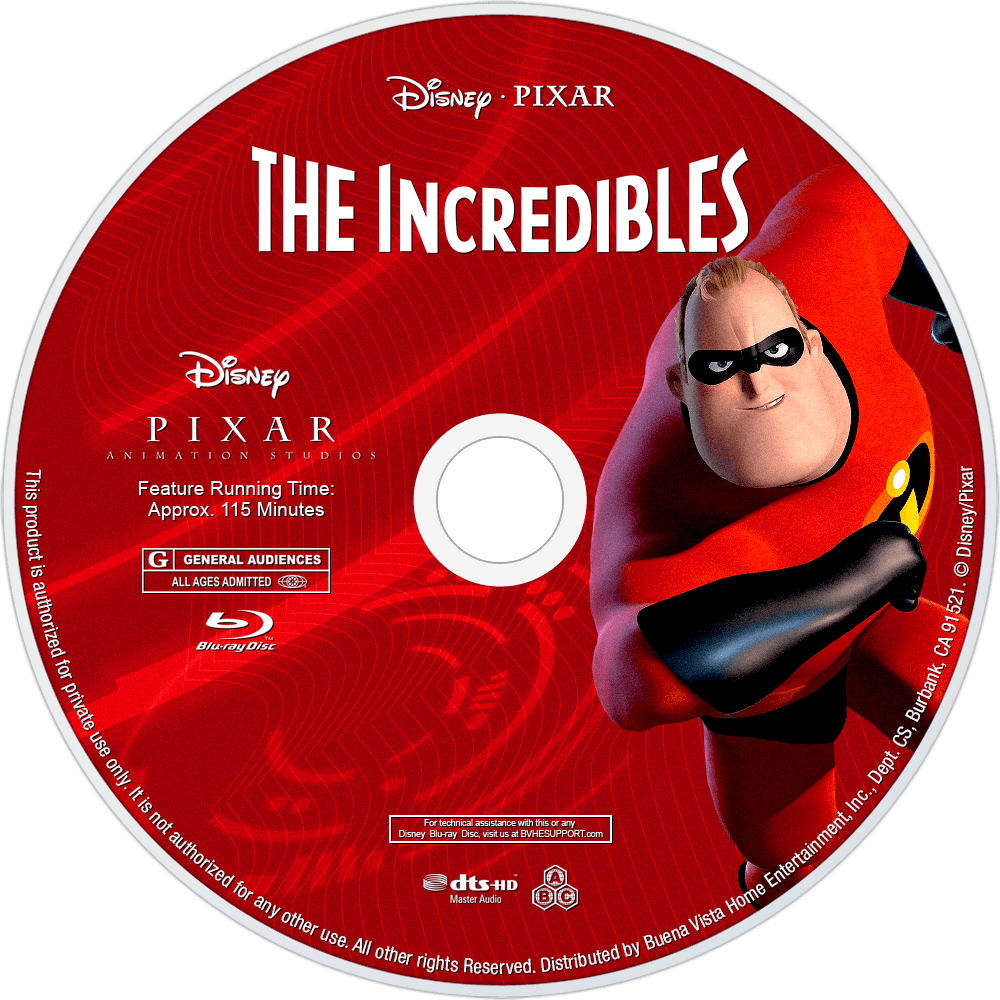 Disney · PIXAR
THE INCREDIBLES
Disney
PIXAR
ANIMATION STUDIOS
Feature Running Time:
Approx. 115 Minutes
G GENERAL AUDIENCES
ALL AGES ADMITTED
Blu-ray Disc™
For technical assistance with this or any
Disney Blu-ray Disc, visit us at BVHESUPPORT.com
dts-HD™
Master Audio
A
B C
This product is authorized for private use only. It is not authorized for any other use. All other rights Reserved. Distributed by Buena Vista Home Entertainment, Inc., Dept. CS, Burbank, CA 91521. © Disney/Pixar